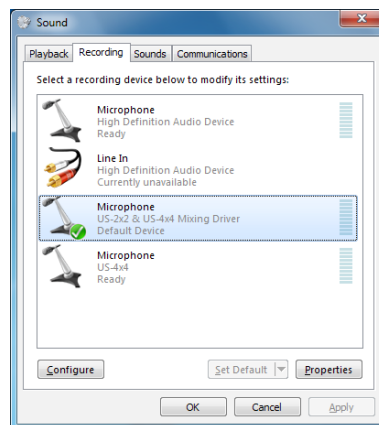 Sound
Playback Recording Sounds Communications
Select a recording device below to modify its settings:
Microphone
High Definition Audio Device
Ready
Line In
High Definition Audio Device
Currently unavailable
Microphone
US-2x2 & US-4x4 Mixing Driver
Default Device
Microphone
US-4x4
Ready
Configure Set Default Properties
OK Cancel Apply